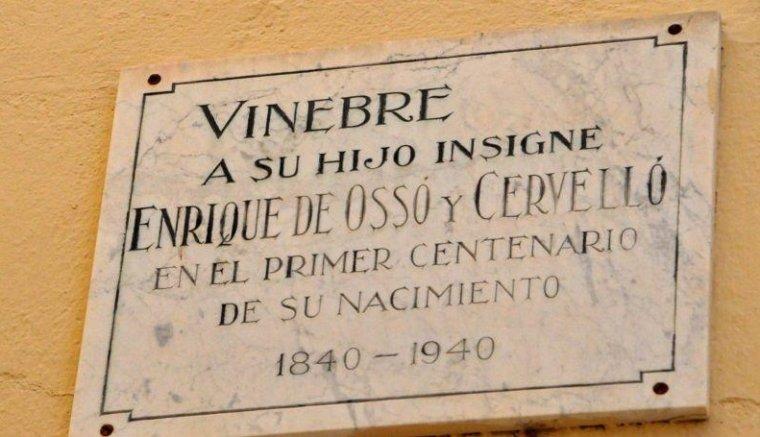 VINEBRE
A SU HIJO INSIGNE
ENRIQUE DE OSSÓ Y CERVELLÓ
EN EL PRIMER CENTENARIO
DE SU NACIMIENTO
1840 - 1940